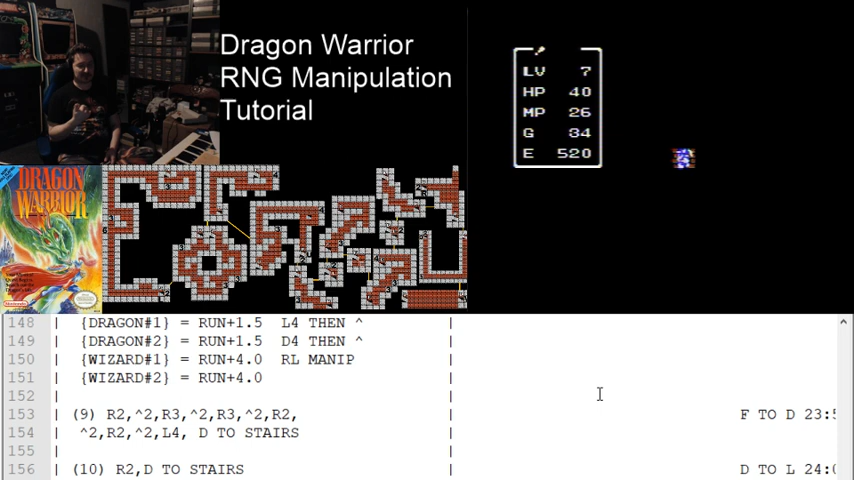 Dragon Warrior
RNG Manipulation
Tutorial
LV 7
HP 40
MP 26
G 34
E 520
DRAGON
WARRIOR
148 | {DRAGON#1} = RUN+1.5 L4 THEN ^ |
149 | {DRAGON#2} = RUN+1.5 D4 THEN ^ |
150 | {WIZARD#1} = RUN+4.0 RL MANIP |
151 | {WIZARD#2} = RUN+4.0 |
152 | |
153 | (9) R2,^2,R3,^2,R3,^2,R2, | F TO D 23:5
154 | ^2,R2,^2,L4, D TO STAIRS |
155 | |
156 | (10) R2,D TO STAIRS | D TO L 24:0